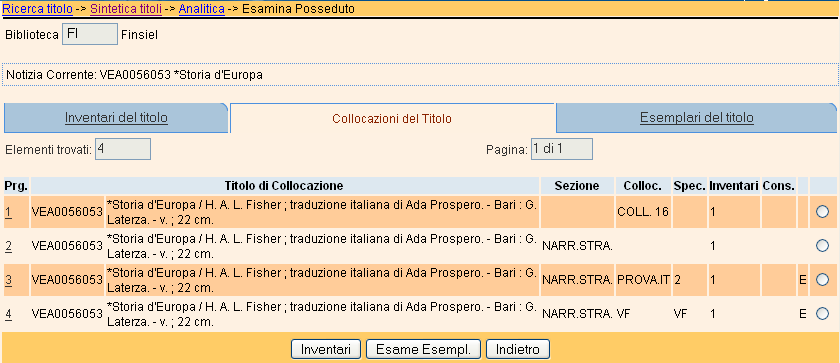 Ricerca titolo -> Sintetica titoli -> Analitica -> Esamina Posseduto
Biblioteca FI Finsiel
Notizia Corrente: VEA0056053 *Storia d'Europa
Inventari del titolo Collocazioni del Titolo Esemplari del titolo
Elementi trovati: 4 Pagina: 1 di 1
Prg. Titolo di Collocazione Sezione Colloc. Spec. Inventari Cons.
1 VEA0056053 *Storia d'Europa / H. A. L. Fisher ; traduzione italiana di Ada Prospero. - Bari : G. Laterza. - v. ; 22 cm. COLL. 16 1
2 VEA0056053 *Storia d'Europa / H. A. L. Fisher ; traduzione italiana di Ada Prospero. - Bari : G. Laterza. - v. ; 22 cm. NARR.STRA. 1
3 VEA0056053 *Storia d'Europa / H. A. L. Fisher ; traduzione italiana di Ada Prospero. - Bari : G. Laterza. - v. ; 22 cm. NARR.STRA. PROVA.IT 2 1 E
4 VEA0056053 *Storia d'Europa / H. A. L. Fisher ; traduzione italiana di Ada Prospero. - Bari : G. Laterza. - v. ; 22 cm. NARR.STRA. VF VF 1 E
Inventari Esame Esempl. Indietro